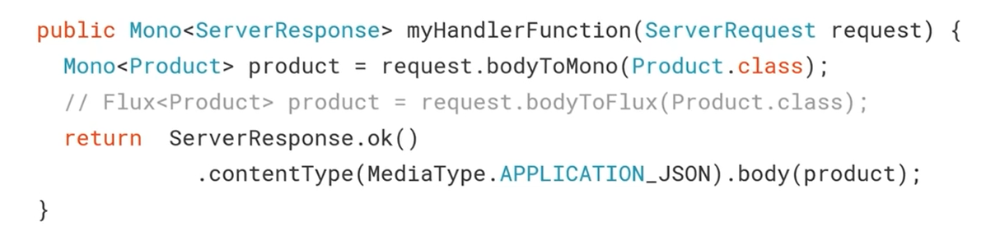 public Mono<ServerResponse> myHandlerFunction(ServerRequest request) {
Mono<Product> product = request.bodyToMono(Product.class);
// Flux<Product> product = request.bodyToFlux(Product.class);
return ServerResponse.ok()
.contentType(MediaType.APPLICATION_JSON).body(product);
}